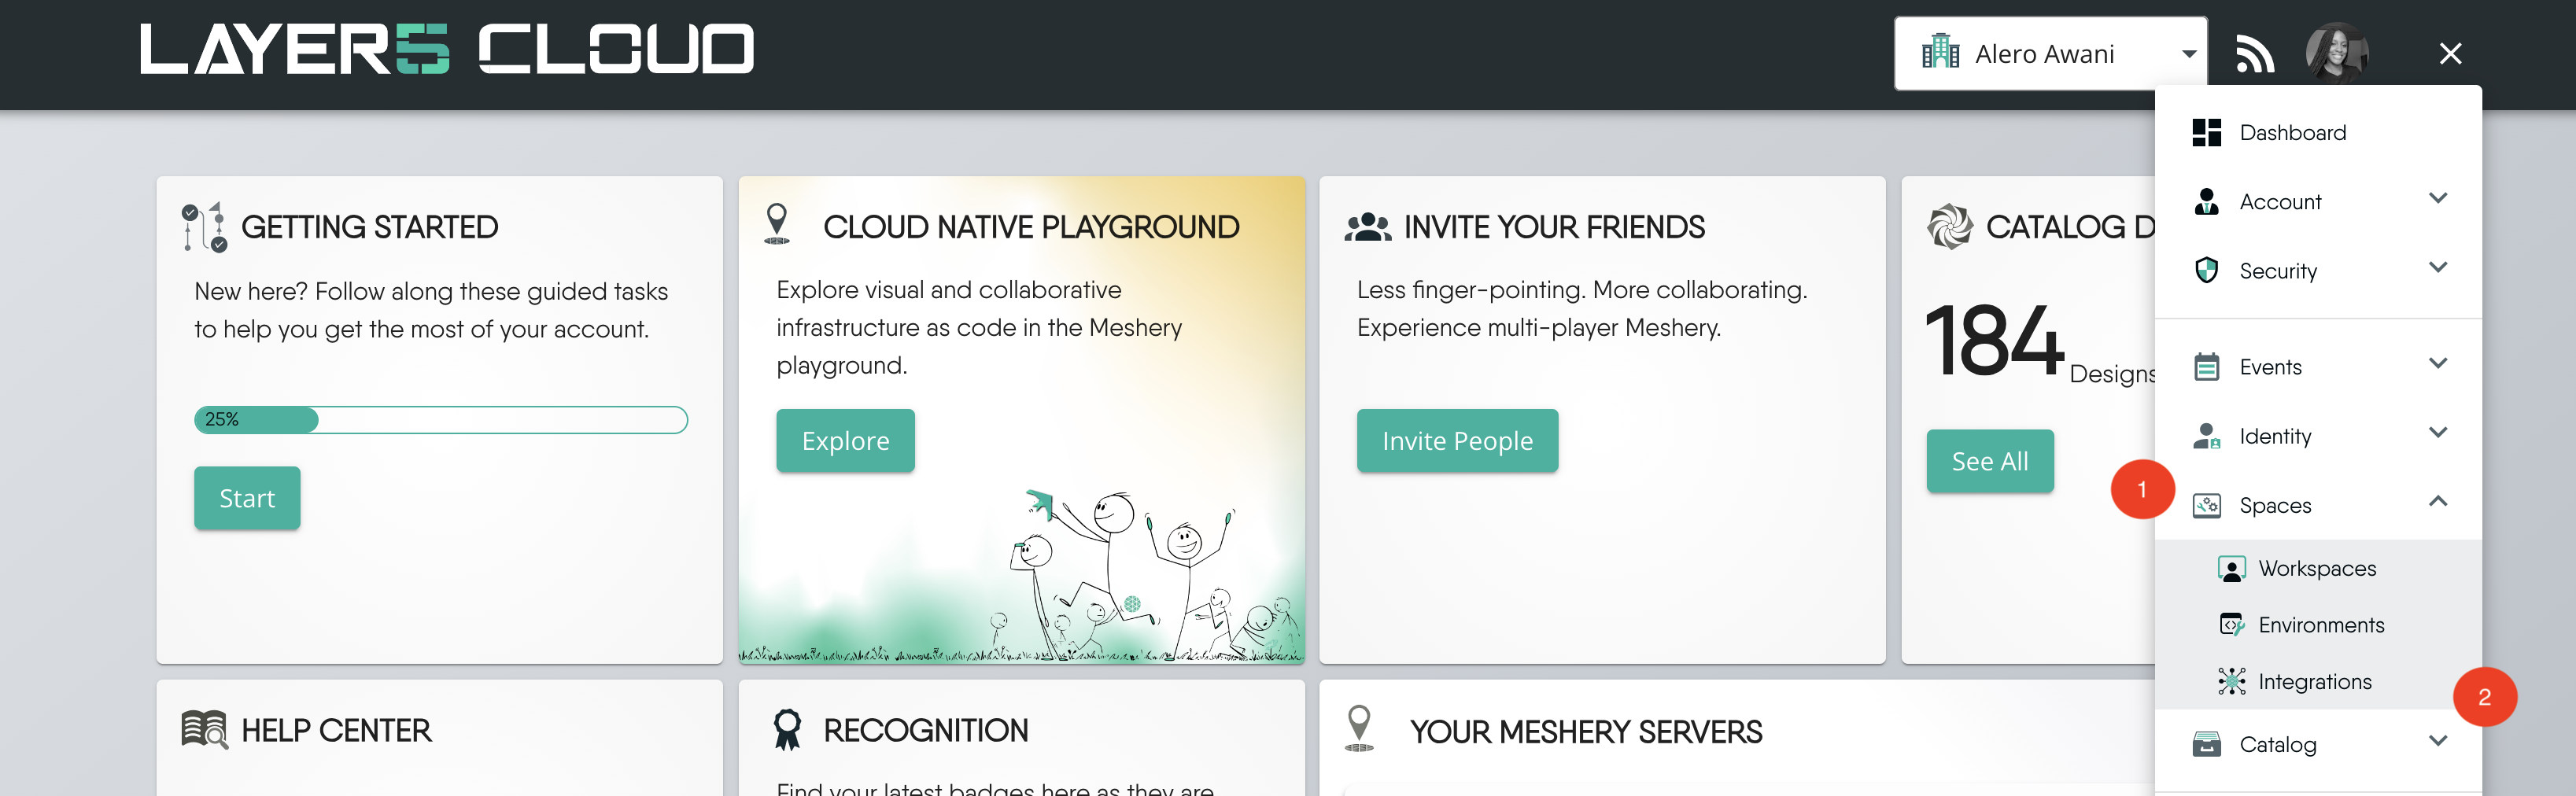 LAYER5 CLOUD
Alero Awani
GETTING STARTED
New here? Follow along these guided tasks
to help you get the most of your account.
25%
Start
CLOUD NATIVE PLAYGROUND
Explore visual and collaborative
infrastructure as code in the Meshery
playground.
Explore
INVITE YOUR FRIENDS
Less finger-pointing. More collaborating.
Experience multi-player Meshery.
Invite People
CATALOG D
184 Designs
See All
HELP CENTER
RECOGNITION
Find your latest badges here as they are
YOUR MESHERY SERVERS
Dashboard
Account
Security
Events
Identity
1
Spaces
Workspaces
Environments
Integrations
2
Catalog